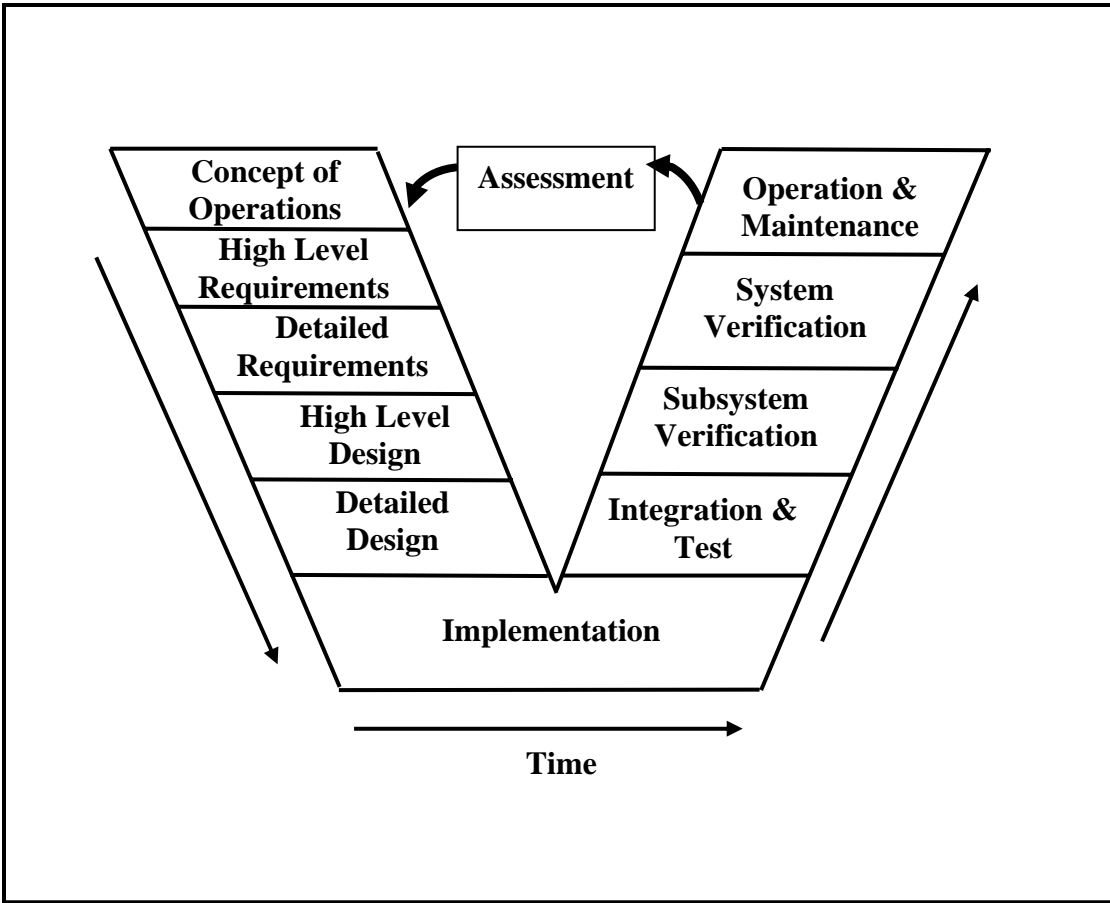 Concept of
Operations
High Level
Requirements
Detailed
Requirements
High Level
Design
Detailed
Design
Implementation
Assessment
Operation &
Maintenance
System
Verification
Subsystem
Verification
Integration &
Test
Time